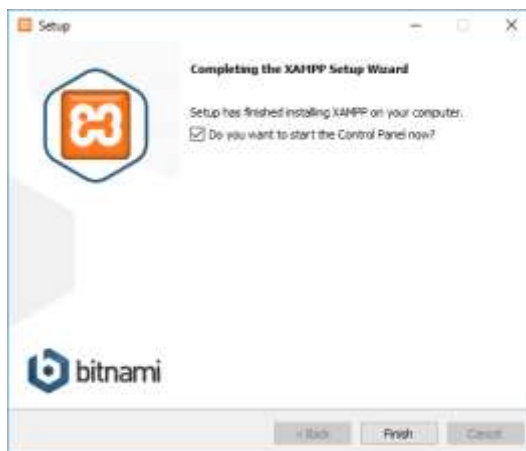 Setup
Completing the XAMPP Setup Wizard
Setup has finished installing XAMPP on your computer.
Do you want to start the Control Panel now?
bitnami
< Back
Finish
Cancel